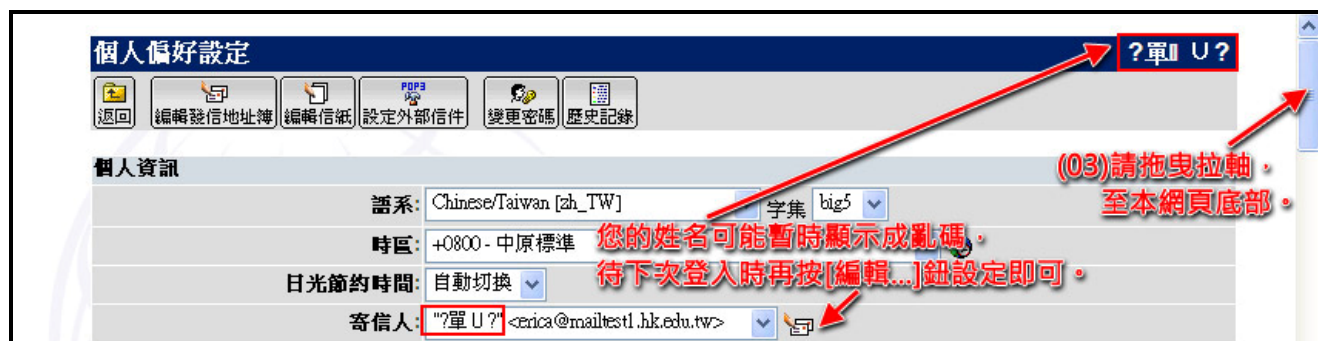 個人偏好設定 ?單 U?
返回 編輯發信地址簿 編輯信紙 POP3 設定外部信件 變更密碼 歷史記錄
個人資訊
(03)請拖曳拉軸，
至本網頁底部。
語系: Chinese/Taiwan [zh_TW] 字集 big5
時區: +0800 - 中原標準
您的姓名可能暫時顯示成亂碼，
待下次登入時再按[編輯...]鈕設定即可。
日光節約時間: 自動切換
寄信人: "?單 U?" <erica@mailtest1.hk.edu.tw>